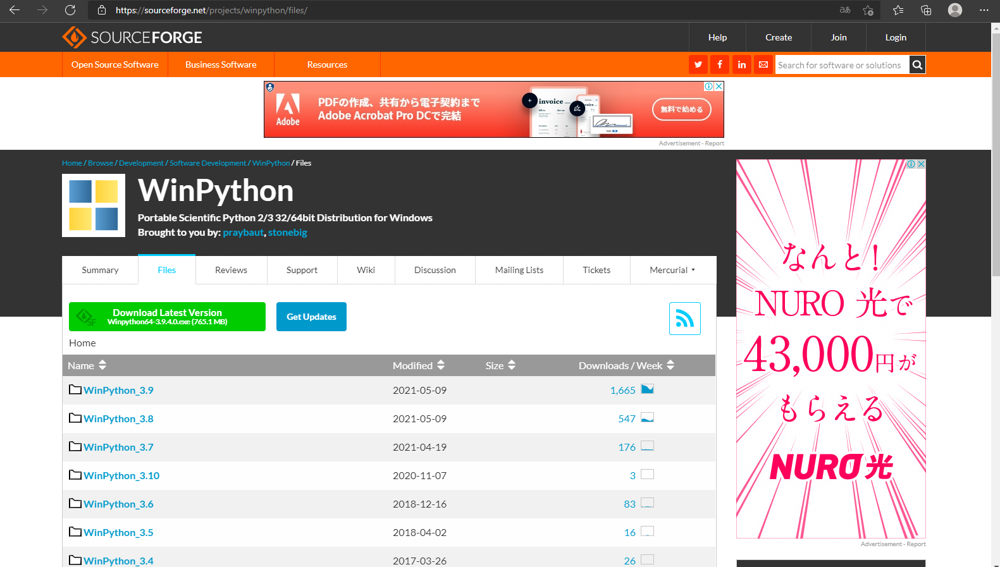 https://sourceforge.net/projects/winpython/files/
SOURCEFORGE
Help
Create
Join
Login
Open Source Software
Business Software
Resources
Search for software or solutions
Adobe
PDFの作成、共有から電子契約まで
Adobe Acrobat Pro DCで完結
invoice
無料で始める
Advertisement - Report
Home / Browse / Development / Software Development / WinPython / Files
WinPython
Portable Scientific Python 2/3 32/64bit Distribution for Windows
Brought to you by: praybaut, stonebig
Summary
Files
Reviews
Support
Wiki
Discussion
Mailing Lists
Tickets
Mercurial
Download Latest Version
Winpython64-3.9.4.0.exe (765.1 MB)
Get Updates
Home
Name Modified Size Downloads / Week
WinPython_3.9 2021-05-09 1,665
WinPython_3.8 2021-05-09 547
WinPython_3.7 2021-04-19 176
WinPython_3.10 2020-11-07 3
WinPython_3.6 2018-12-16 83
WinPython_3.5 2018-04-02 16
WinPython_3.4 2017-03-26 26
なんと!
NURO 光で
43,000円が
もらえる
NURO光
Advertisement - Report